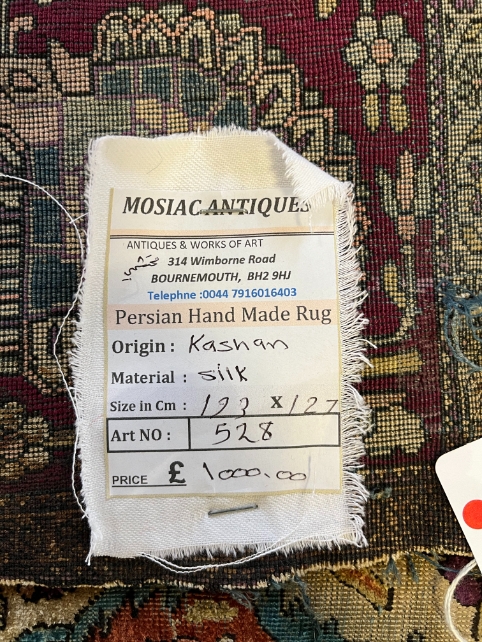 MOSIAC ANTIQUES
ANTIQUES & WORKS OF ART
314 Wimborne Road
BOURNEMOUTH, BH2 9HJ
Telephne :0044 7916016403
Persian Hand Made Rug
Origin : Kashan
Material : silk
Size in Cm : 193 X 127
Art NO : 528
PRICE £ 1000.00